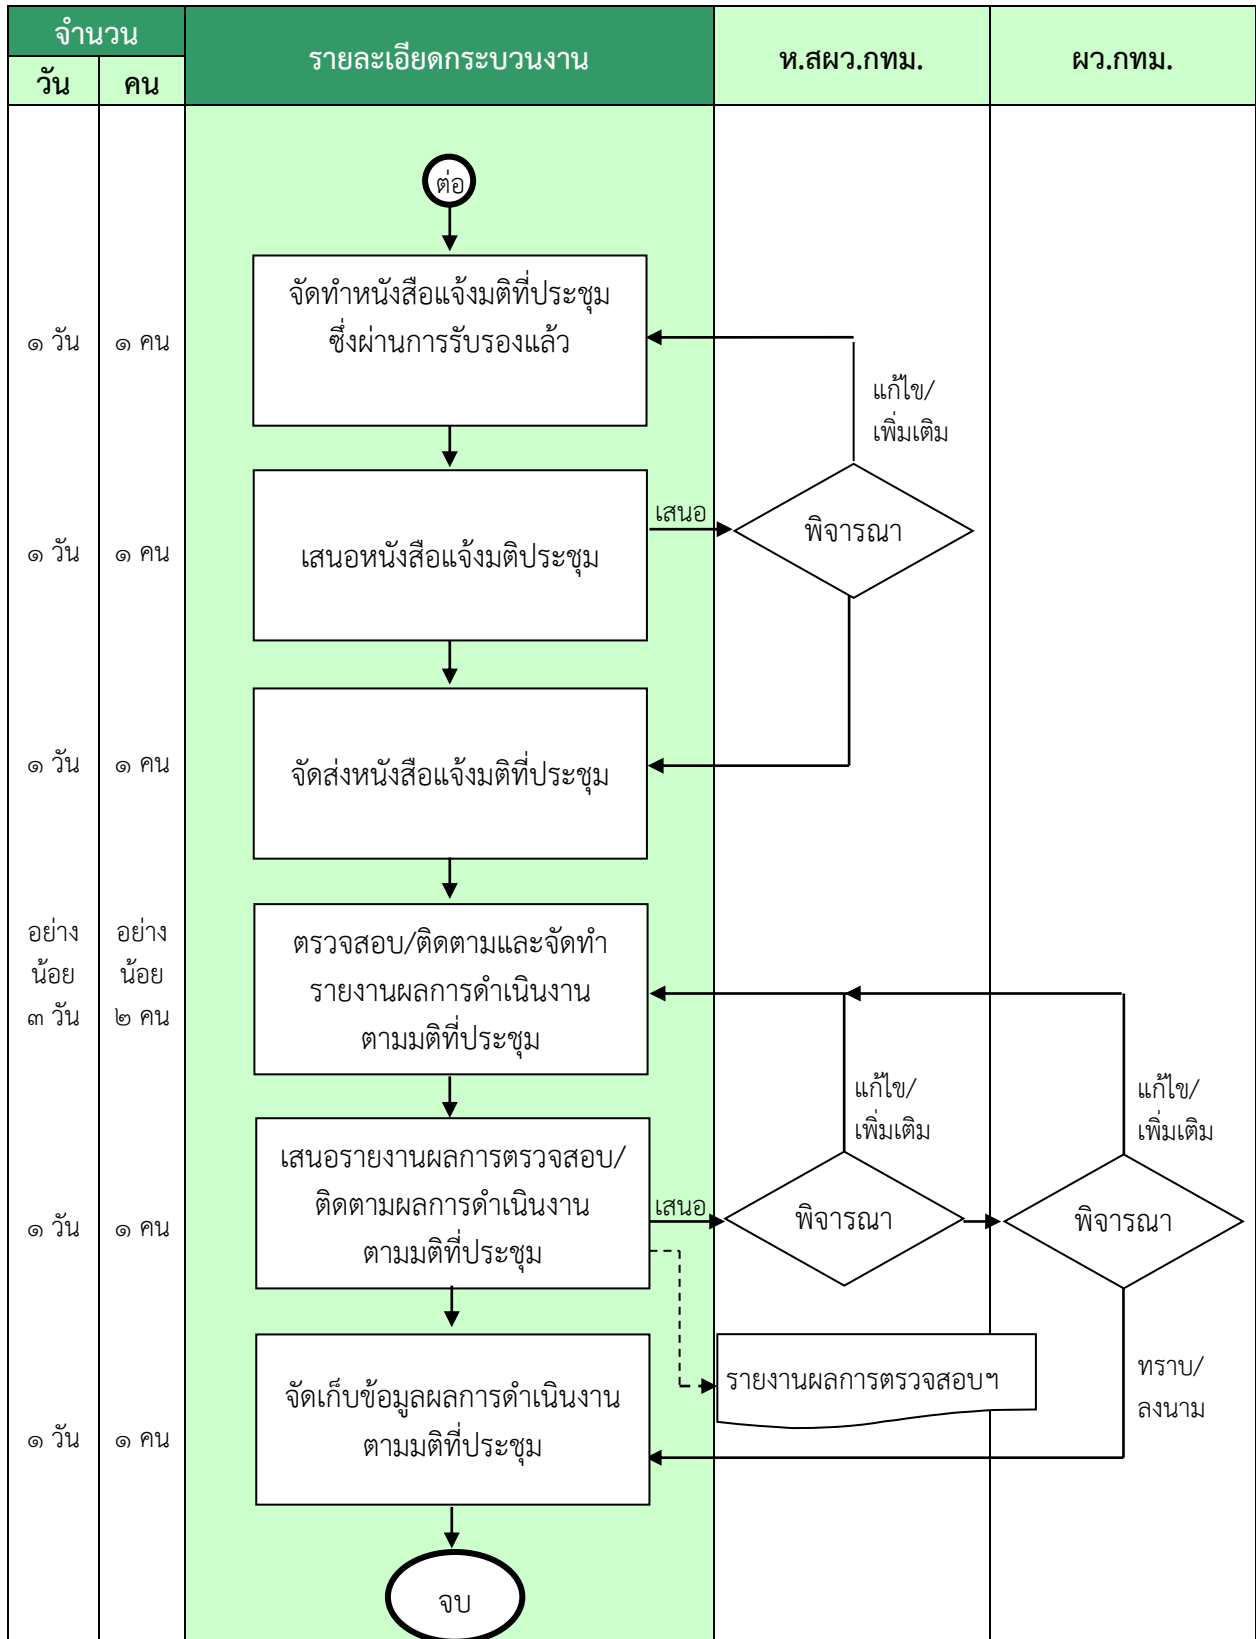 จำนวน
วัน
คน
รายละเอียดกระบวนงาน
ห.สผว.กทม.
ผว.กทม.
ต่อ
๑ วัน
๑ คน
จัดทำหนังสือแจ้งมติที่ประชุม
ซึ่งผ่านการรับรองแล้ว
แก้ไข/
เพิ่มเติม
๑ วัน
๑ คน
เสนอหนังสือแจ้งมติประชุม
เสนอ
พิจารณา
๑ วัน
๑ คน
จัดส่งหนังสือแจ้งมติที่ประชุม
อย่าง
น้อย
๓ วัน
อย่าง
น้อย
๒ คน
ตรวจสอบ/ติดตามและจัดทำ
รายงานผลการดำเนินงาน
ตามมติที่ประชุม
แก้ไข/
เพิ่มเติม
แก้ไข/
เพิ่มเติม
๑ วัน
๑ คน
เสนอรายงานผลการตรวจสอบ/
ติดตามผลการดำเนินงาน
ตามมติที่ประชุม
เสนอ
พิจารณา
พิจารณา
รายงานผลการตรวจสอบฯ
ทราบ/
ลงนาม
๑ วัน
๑ คน
จัดเก็บข้อมูลผลการดำเนินงาน
ตามมติที่ประชุม
จบ